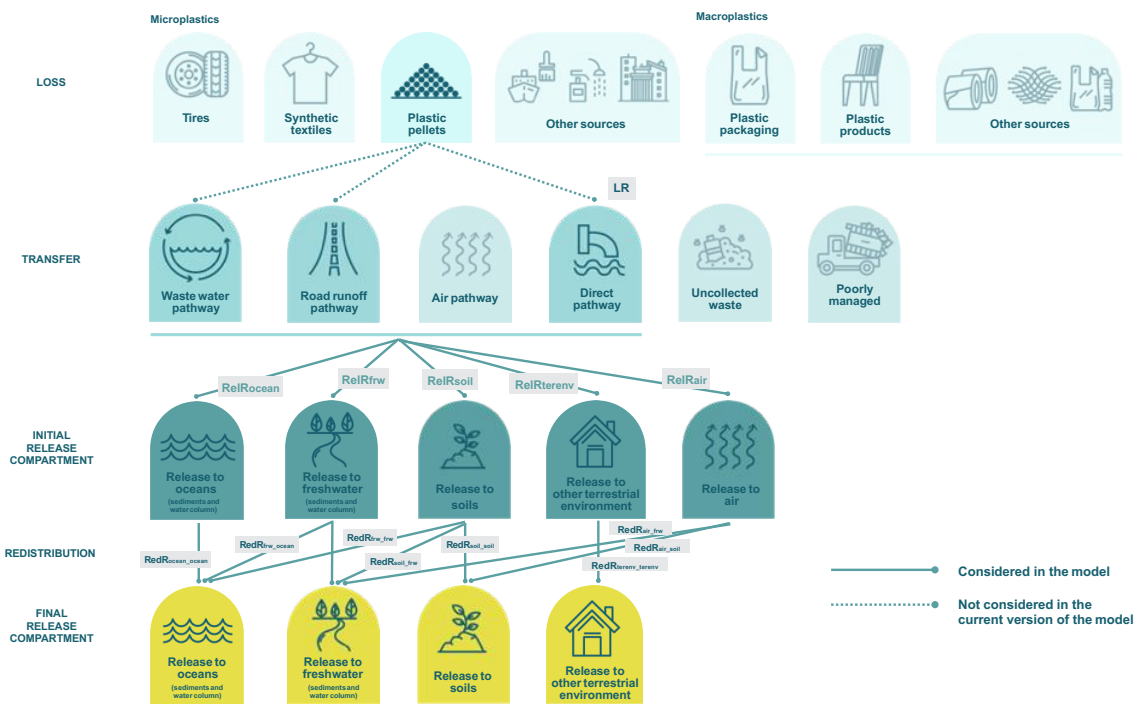 Microplastics
Macroplastics
LOSS
Tires
Synthetic
textiles
Plastic
pellets
Other sources
Plastic
packaging
Plastic
products
Other sources
LR
TRANSFER
Waste water
pathway
Road runoff
pathway
Air pathway
Direct
pathway
Uncollected
waste
Poorly
managed
RelRocean
RelRfrw
RelRsoil
RelRterenv
RelRair
INITIAL
RELEASE
COMPARTMENT
Release to
oceans
(sediments and
water column)
Release to
freshwater
(sediments and
water column)
Release to
soils
Release to
other terrestrial
environment
Release to
air
REDISTRIBUTION
RedRocean_ocean
RedRfrw_ocean
RedRfrw_frw
RedRsoil_frw
RedRsoil_soil
RedRair_frw
RedRair_soil
RedRterenv_terenv
Considered in the model
Not considered in the
current version of the model
FINAL
RELEASE
COMPARTMENT
Release to
oceans
(sediments and
water column)
Release to
freshwater
(sediments and
water column)
Release to
soils
Release to
other terrestrial
environment